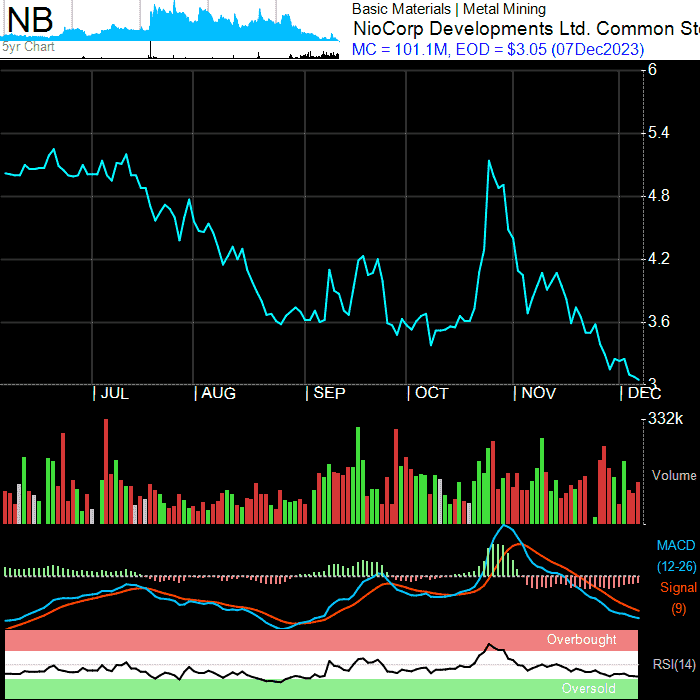 NB
5yr Chart
Basic Materials | Metal Mining
NioCorp Developments Ltd. Common Sto
MC = 101.1M, EOD = $3.05 (07Dec2023)
6
5.4
4.8
4.2
3.6
3
JUL AUG SEP OCT NOV DEC
332k
Volume
MACD
(12-26)
Signal
(9)
Overbought
RSI(14)
Oversold